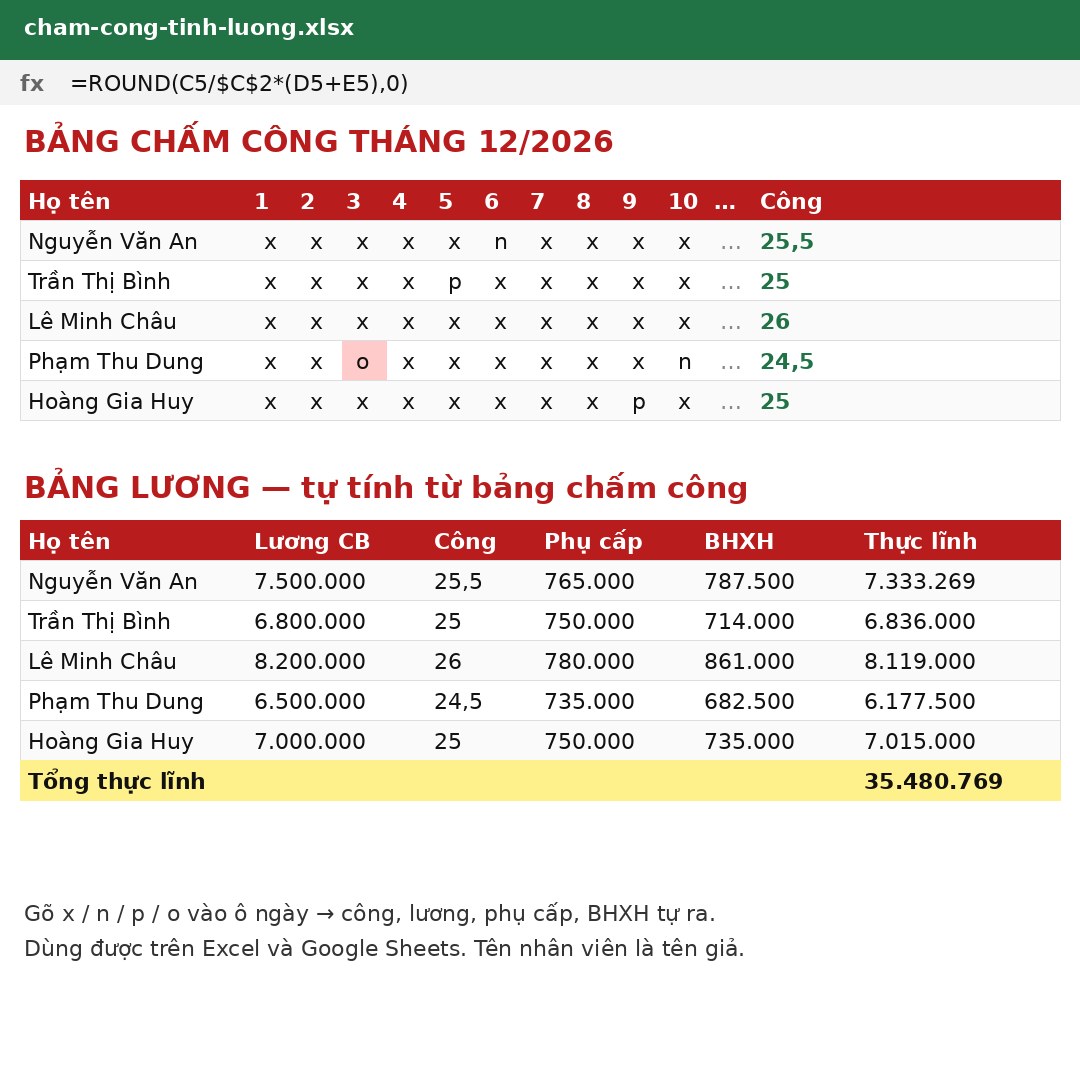 cham-cong-tinh-luong.xlsx
fx =ROUND(C5/$C$2*(D5+E5),0)
BẢNG CHẤM CÔNG THÁNG 12/2026
Họ tên 1 2 3 4 5 6 7 8 9 10 ... Công
Nguyễn Văn An x x x x x n x x x x ... 25,5
Trần Thị Bình x x x x p x x x x x ... 25
Lê Minh Châu x x x x x x x x x x ... 26
Phạm Thu Dung x x o x x x x x x n ... 24,5
Hoàng Gia Huy x x x x x x x x p x ... 25
BẢNG LƯƠNG — tự tính từ bảng chấm công
Họ tên Lương CB Công Phụ cấp BHXH Thực lĩnh
Nguyễn Văn An 7.500.000 25,5 765.000 787.500 7.333.269
Trần Thị Bình 6.800.000 25 750.000 714.000 6.836.000
Lê Minh Châu 8.200.000 26 780.000 861.000 8.119.000
Phạm Thu Dung 6.500.000 24,5 735.000 682.500 6.177.500
Hoàng Gia Huy 7.000.000 25 750.000 735.000 7.015.000
Tổng thực lĩnh 35.480.769
Gõ x / n / p / o vào ô ngày → công, lương, phụ cấp, BHXH tự ra.
Dùng được trên Excel và Google Sheets. Tên nhân viên là tên giả.